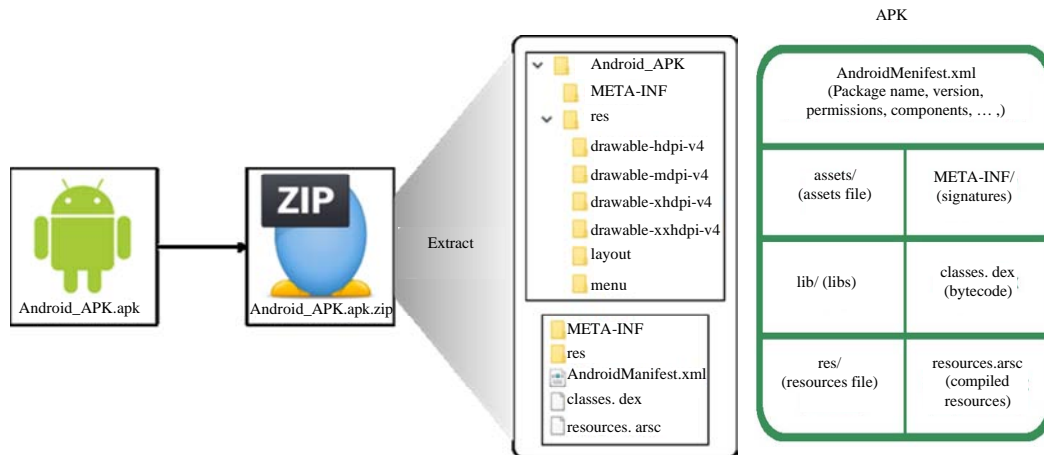 Android_APK.apk
ZIP
Android_APK.apk.zip
Extract
Android_APK
META-INF
res
drawable-hdpi-v4
drawable-mdpi-v4
drawable-xhdpi-v4
drawable-xxhdpi-v4
layout
menu
META-INF
res
AndroidManifest.xml
classes. dex
resources. arsc
APK
AndroidMenifest.xml
(Package name, version,
permissions, components, … ,)
assets/
(assets file)
META-INF/
(signatures)
lib/ (libs)
classes. dex
(bytecode)
res/
(resources file)
resources.arsc
(compiled
resources)